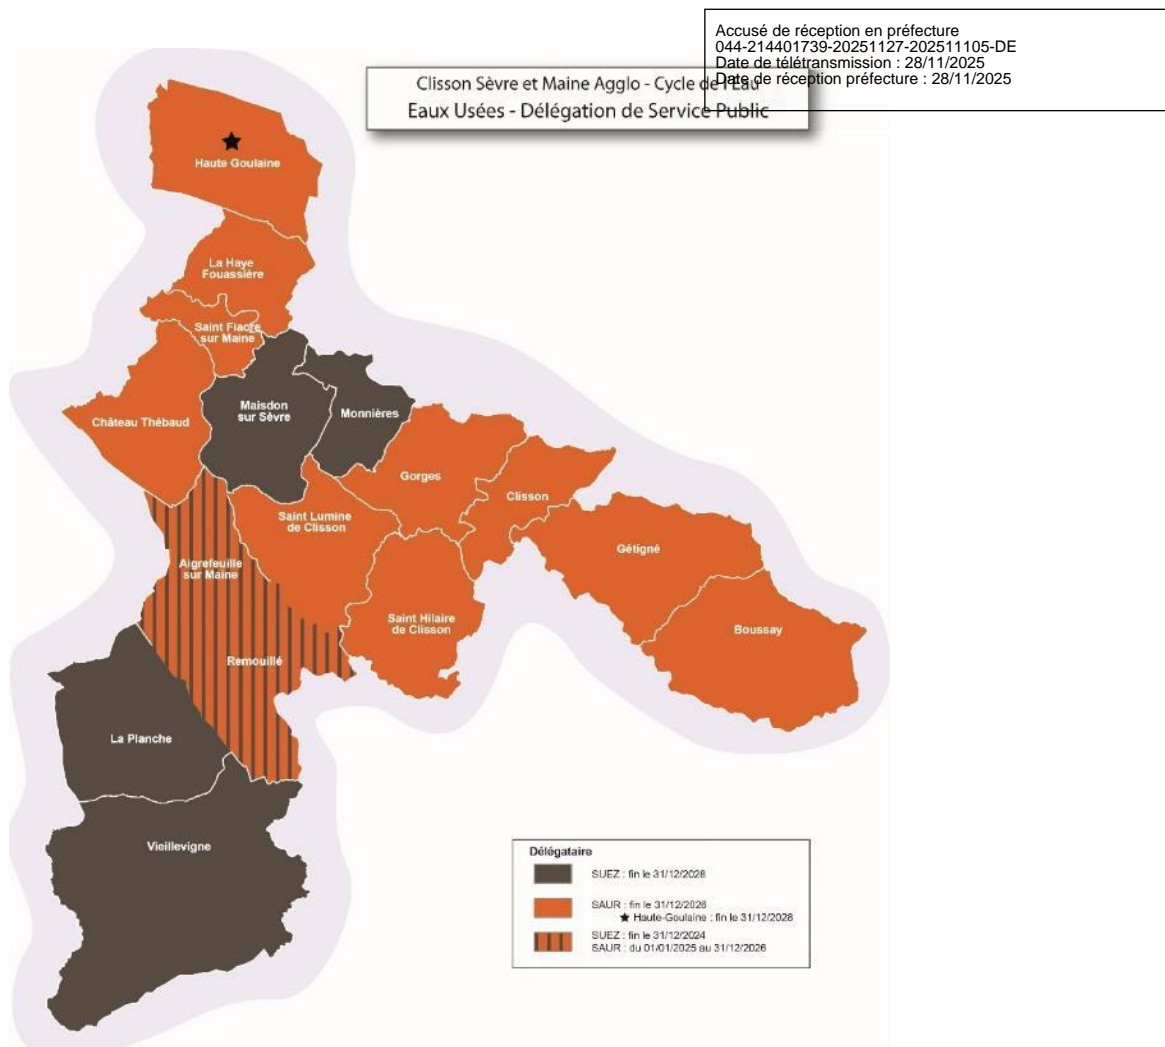 Accusé de réception en préfecture
044-214401739-20251127-202511105-DE
Date de télétransmission : 28/11/2025
Date de réception préfecture : 28/11/2025
Clisson Sèvre et Maine Agglo - Cycle de l'Eau
Eaux Usées - Délégation de Service Public
Haute Goulaine
La Haye
Fouassière
Saint Fiacre
sur Maine
Château Thébaud
Maisdon
sur Sèvre
Monnières
Gorges
Clisson
Saint Lumine
de Clisson
Gétigné
Aigrefeuille
sur Maine
Saint Hilaire
de Clisson
Boussay
Remouillé
La Planche
Vieillevigne
Délégataire
SUEZ : fin le 31/12/2028
SAUR : fin le 31/12/2026
★ Haute-Goulaine : fin le 31/12/2028
SUEZ : fin le 31/12/2024
SAUR : du 01/01/2025 au 31/12/2026